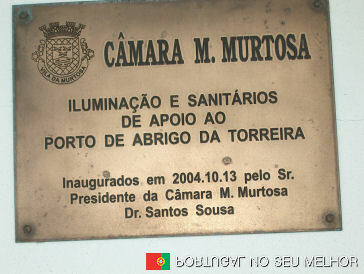 VILA DA MURTOSA
CÂMARA M. MURTOSA
ILUMINAÇÃO E SANITÁRIOS
DE APOIO AO
PORTO DE ABRIGO DA TORREIRA
Inaugurados em 2004.10.13 pelo Sr.
Presidente da Câmara M. Murtosa
Dr. Santos Sousa
PORTUGAL NO SEU MELHOR